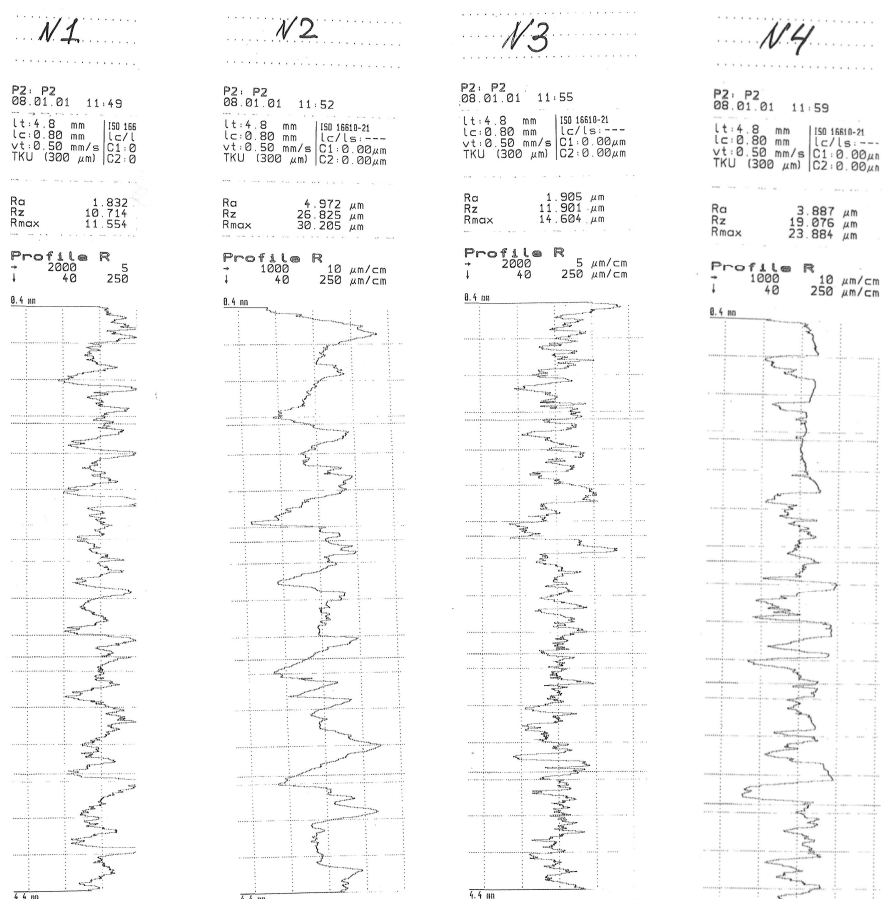 N1
P2: P2
08.01.01 11:49
lt:4.8 mm ISO 166
lc:0.80 mm lc/l
vt:0.50 mm/s C1:0
TKU (300 µm) C2:0
Ra 1.832
Rz 10.714
Rmax 11.554
Profile R
→ 2000 5
↓ 40 250
0.4 mm
4.4 mm
N2
P2: P2
08.01.01 11:52
lt:4.8 mm ISO 16610-21
lc:0.80 mm lc/ls:---
vt:0.50 mm/s C1:0.00µm
TKU (300 µm) C2:0.00µm
Ra 4.972 µm
Rz 26.825 µm
Rmax 30.205 µm
Profile R
→ 1000 10 µm/cm
↓ 40 250 µm/cm
0.4 mm
N3
P2: P2
08.01.01 11:55
lt:4.8 mm ISO 16610-21
lc:0.80 mm lc/ls:---
vt:0.50 mm/s C1:0.00µm
TKU (300 µm) C2:0.00µm
Ra 1.905 µm
Rz 11.901 µm
Rmax 14.604 µm
Profile R
→ 2000 5 µm/cm
↓ 40 250 µm/cm
0.4 mm
4.4 mm
N4
P2: P2
08.01.01 11:59
lt:4.8 mm ISO 16610-21
lc:0.80 mm lc/ls:---
vt:0.50 mm/s C1:0.00µm
TKU (300 µm) C2:0.00µm
Ra 3.887 µm
Rz 19.076 µm
Rmax 23.884 µm
Profile R
→ 1000 10 µm/cm
↓ 40 250 µm/cm
0.4 mm